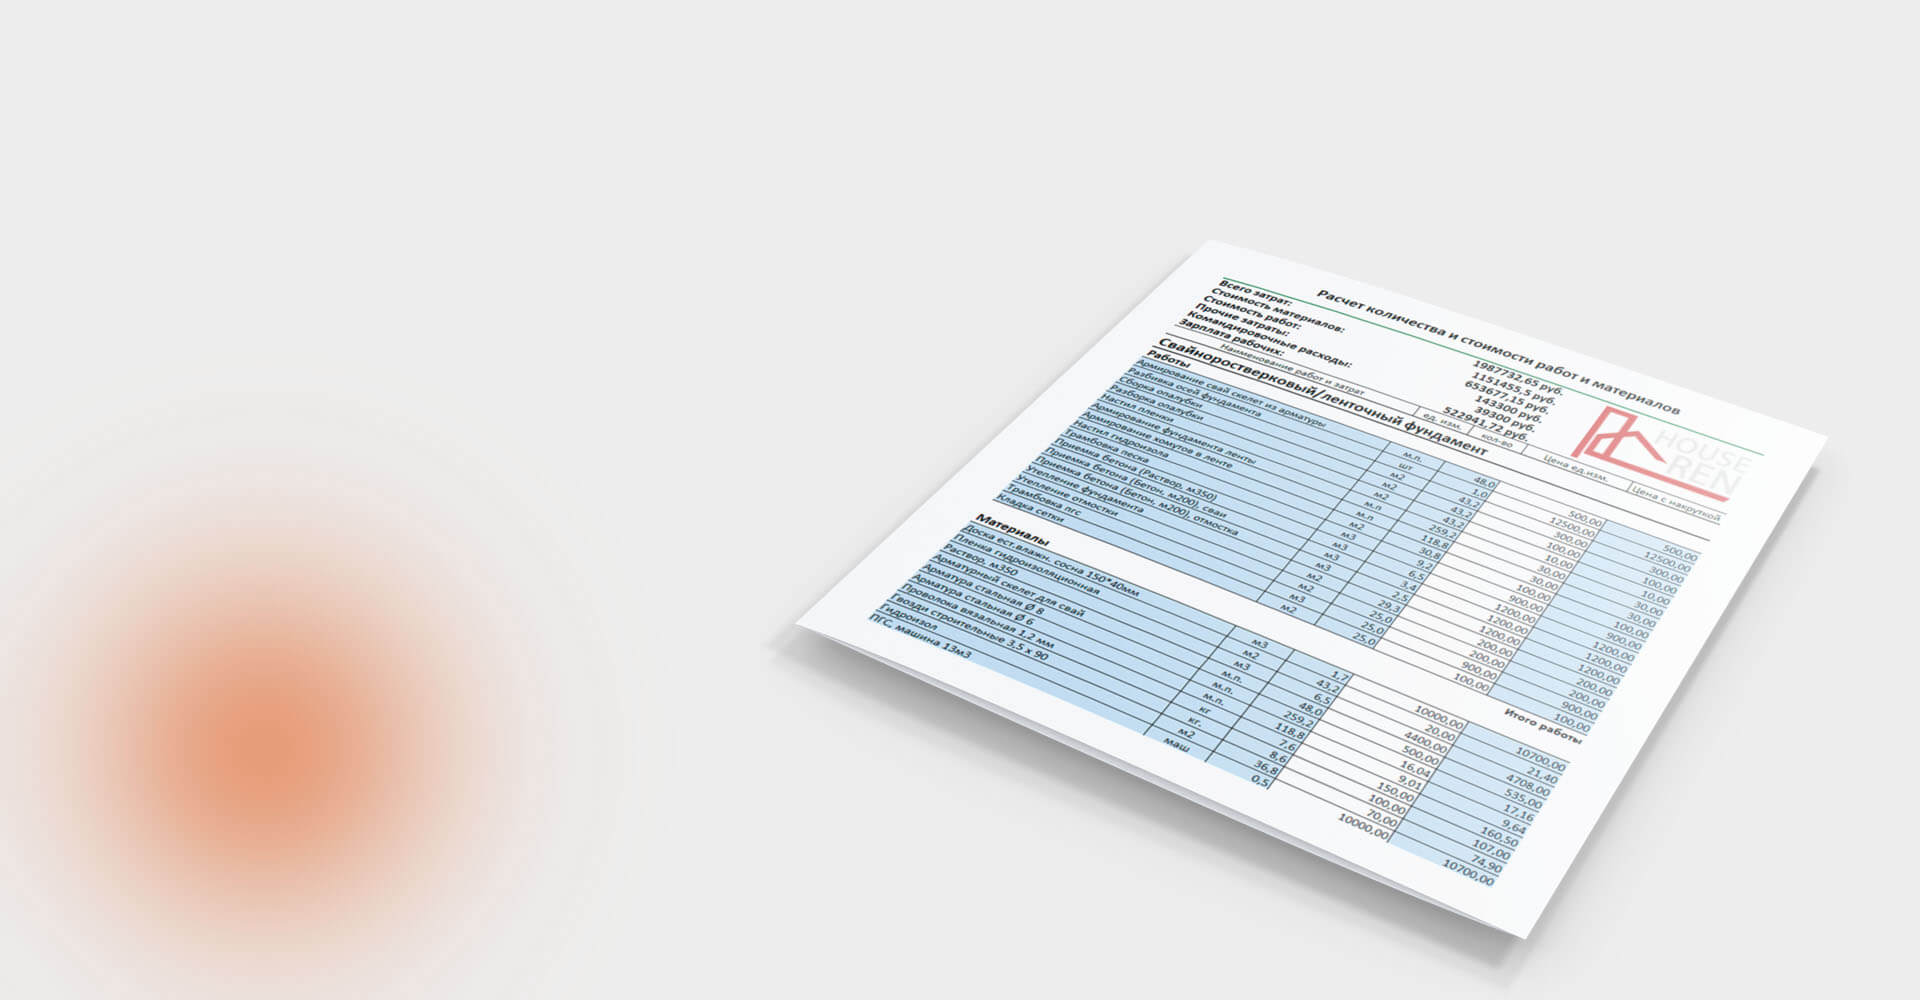 Расчет количества и стоимости работ и материалов
Всего затрат: 1987732,65 руб.
Стоимость материалов: 1151455,5 руб.
Стоимость работ: 653677,15 руб.
Прочие затраты: 143300 руб.
Командировочные расходы: 39300 руб.
Зарплата рабочих: 522941,72 руб.
HOUSE
REN
Наименование работ и затрат ед. изм. кол-во Цена ед.изм. Цена с накруткой
Свайноростверковый/ленточный фундамент
Работы
Армирование свай скелет из арматуры м.п. 48,0 500,00 500,00
Разбивка осей фундамента шт 1,0 12500,00 12500,00
Сборка опалубки м2 43,2 300,00 300,00
Разборка опалубки м2 43,2 100,00 100,00
Настил пленки м2 43,2 10,00 10,00
Армирование фундамента ленты м.п 259,2 30,00 30,00
Армирование хомутов в ленте м.п 118,8 30,00 30,00
Настил гидроизола м2 30,8 100,00 100,00
Трамбовка песка м3 9,2 900,00 900,00
Приемка бетона (Раствор, м350) м3 6,5 1200,00 1200,00
Приемка бетона (Бетон, м200), сваи м3 3,4 1200,00 1200,00
Приемка бетона (Бетон, м200), отмостка м3 2,5 1200,00 1200,00
Утепление фундамента м2 29,3 200,00 200,00
Утепление отмостки м2 25,0 200,00 200,00
Трамбовка пгс м3 25,0 900,00 900,00
Кладка сетки м2 25,0 100,00 100,00
Итого работы
Материалы
Доска ест.влажн. сосна 150*40мм м3 1,7 10000,00 10700,00
Пленка гидроизоляционная м2 43,2 20,00 21,40
Раствор, м350 м3 6,5 4400,00 4708,00
Арматурный скелет для свай м.п. 48,0 500,00 535,00
Арматура стальная Ø 8 м.п. 259,2 16,04 17,16
Арматура стальная Ø 6 м.п. 118,8 9,01 9,64
Проволока вязальная 1,2 мм кг 7,6 150,00 160,50
Гвозди строительные 3,5 х 90 кг. 8,6 100,00 107,00
Гидроизол м2 36,8 70,00 74,90
ПГС, машина 13м3 маш 0,5 10000,00 10700,00